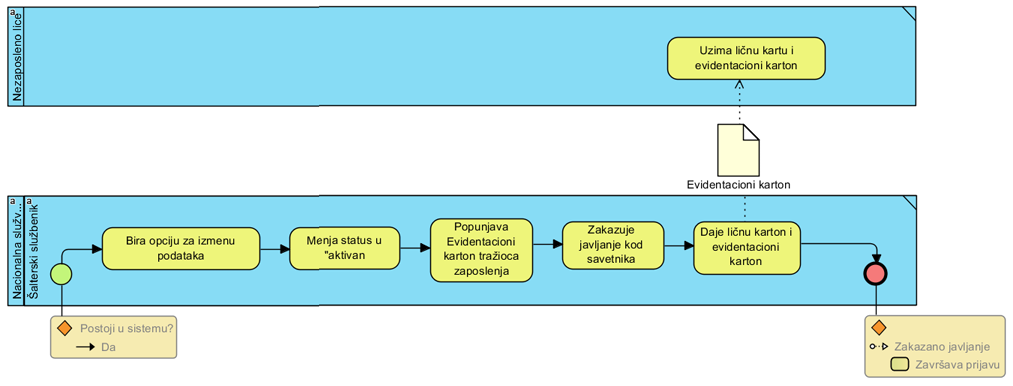 a
Nezaposleno lice
Uzima ličnu kartu i
evidentacioni karton
Evidentacioni karton
a
Nacionalna služv...
a
Šalterski službenik
Bira opciju za izmenu
podataka
Menja status u
"aktivan
Popunjava
Evidentacioni
karton tražioca
zaposlenja
Zakazuje
javljanje kod
savetnika
Daje ličnu karton i
evidentacioni
karton
Postoji u sistemu?
Da
Zakazano javljanje
Završava prijavu